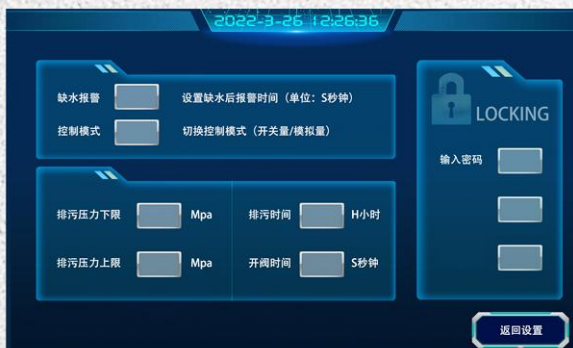 2022-3-26 12:26:36
缺水报警 设置缺水后报警时间（单位：S秒钟）
控制模式 切换控制模式（开关量/模拟量）
LOCKING
输入密码
排污压力下限 Mpa 排污时间 H小时
排污压力上限 Mpa 开阀时间 S秒钟
返回设置